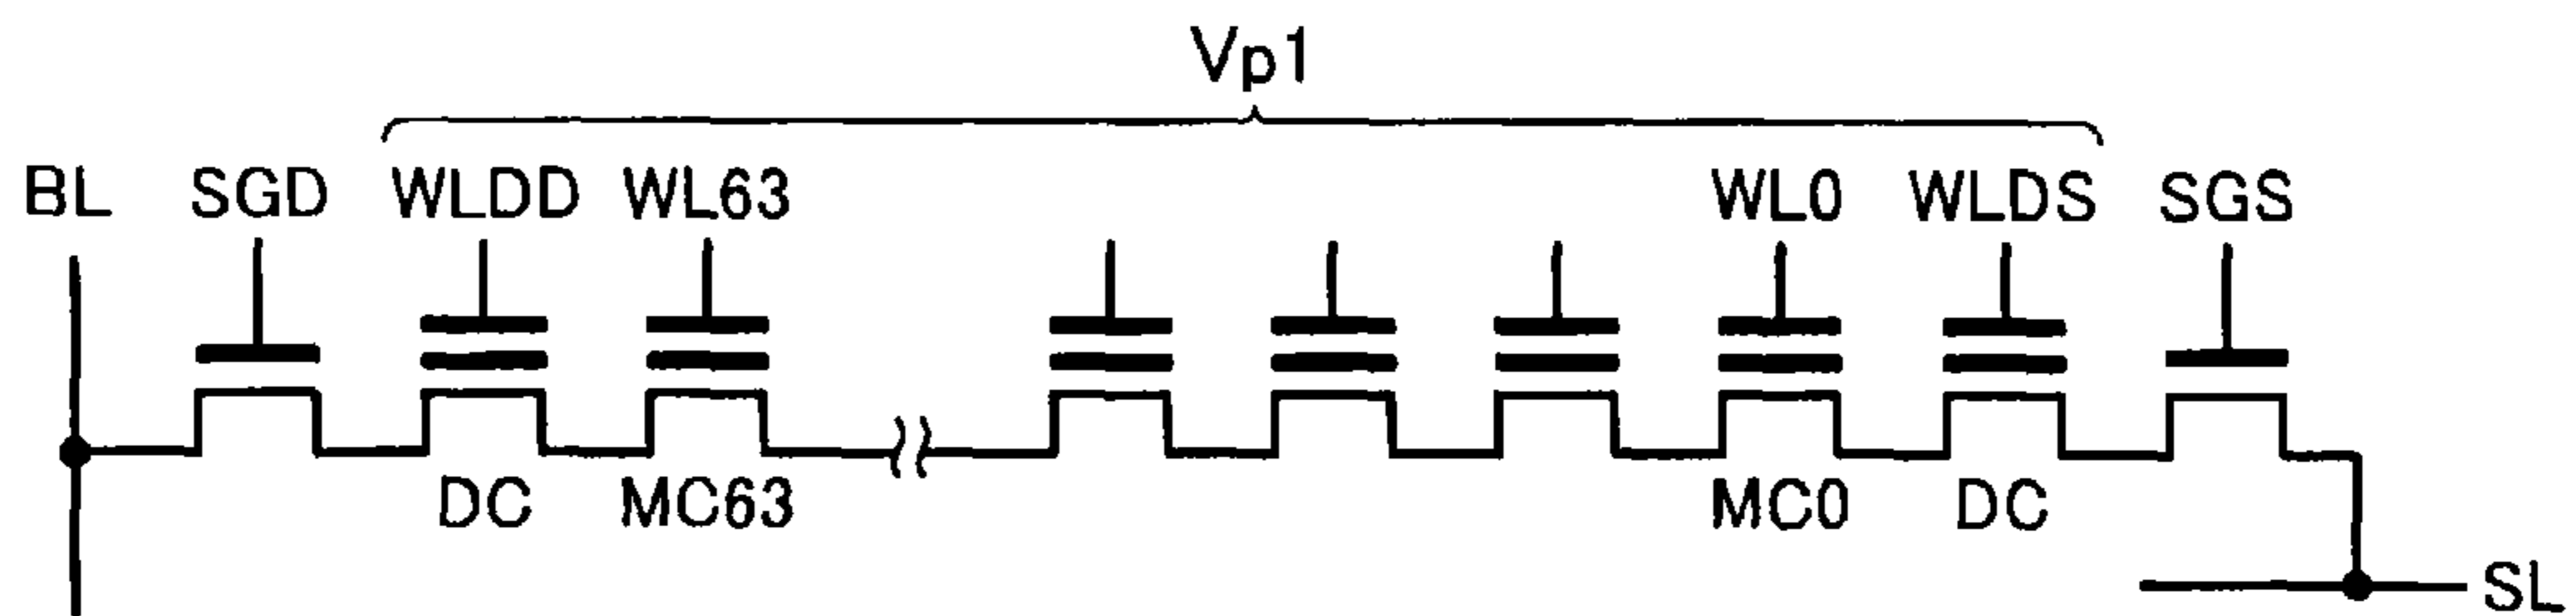 Vp1
BL SGD WLDD WL63 WL0 WLDS SGS
DC MC63 MC0 DC
SL